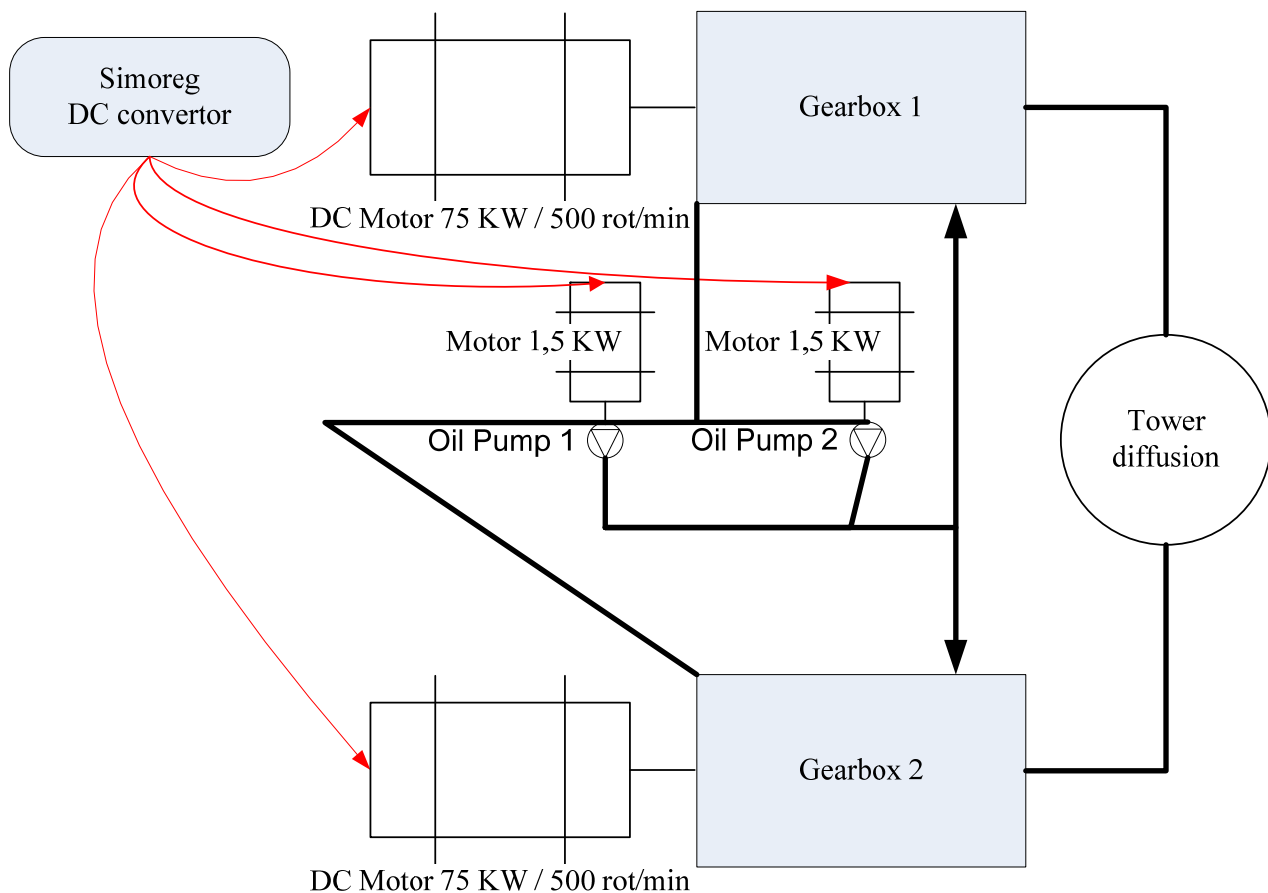 Simoreg
DC convertor
Gearbox 1
DC Motor 75 KW / 500 rot/min
Motor 1,5 KW
Motor 1,5 KW
Oil Pump 1
Oil Pump 2
Tower
diffusion
Gearbox 2
DC Motor 75 KW / 500 rot/min